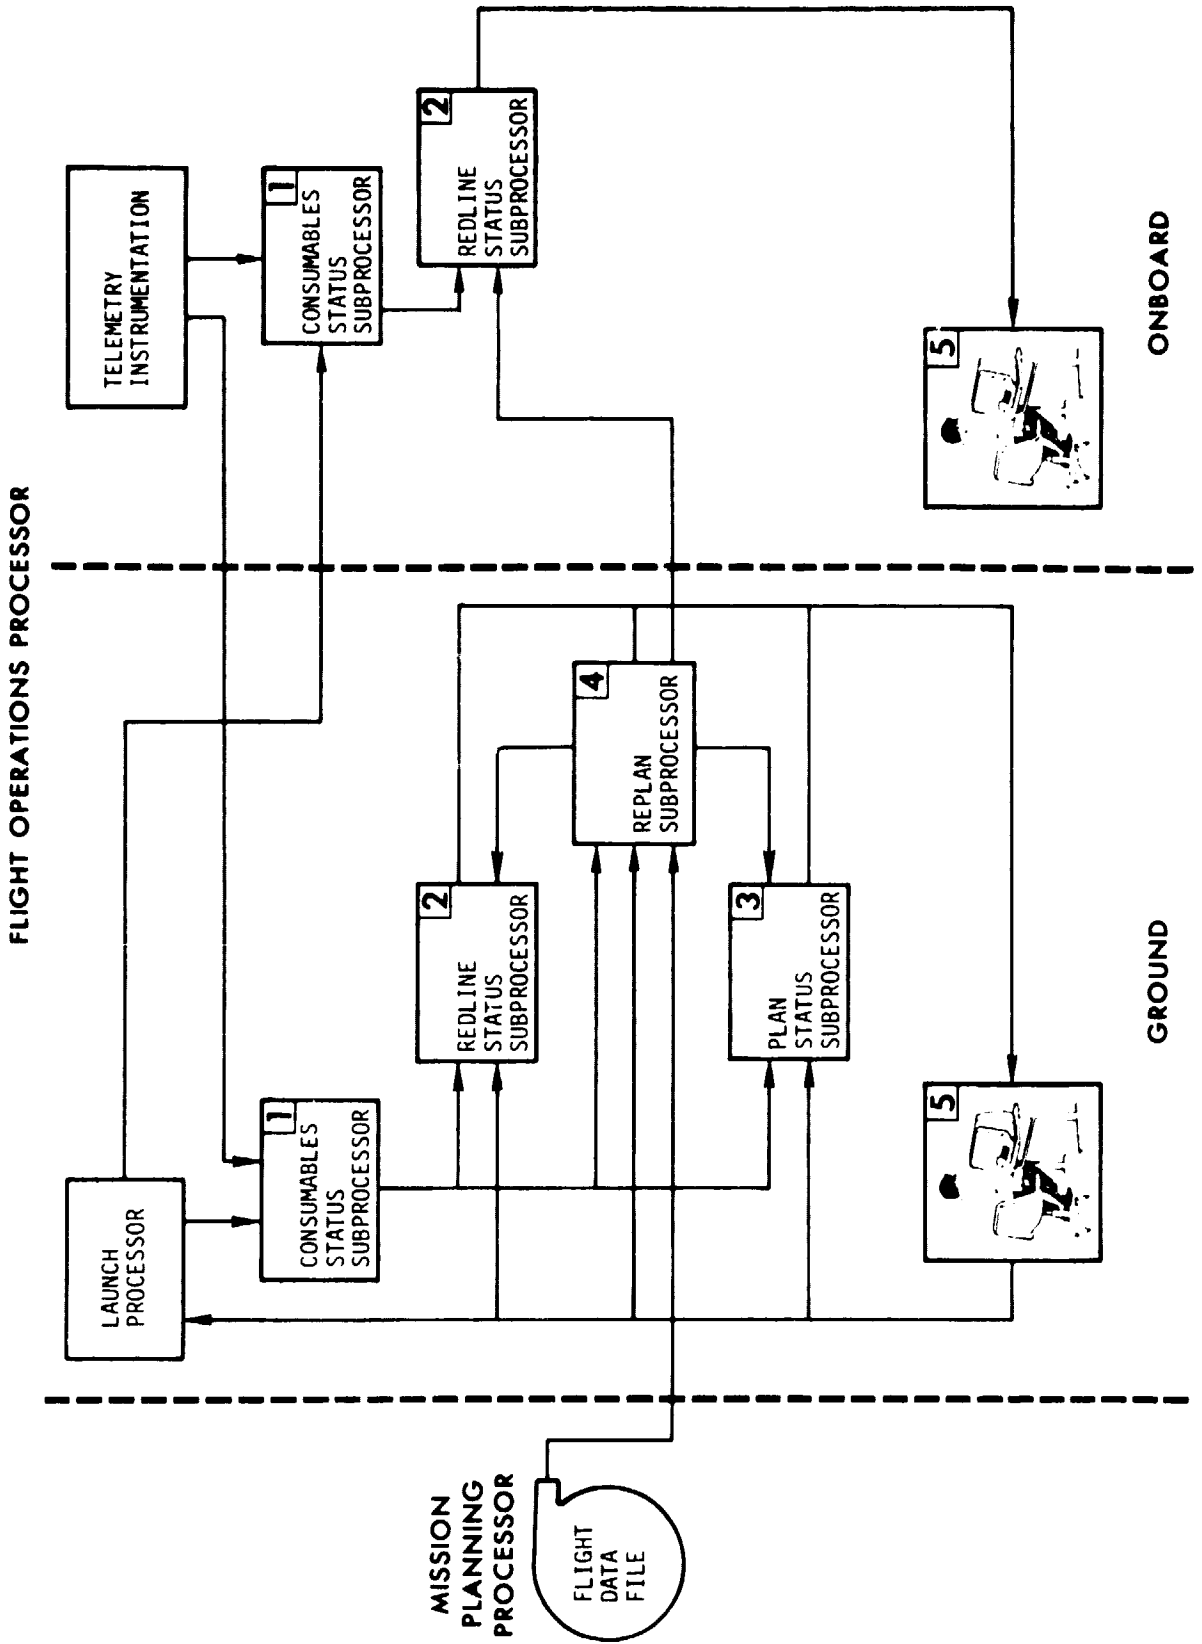 FLIGHT OPERATIONS PROCESSOR
MISSION
PLANNING
PROCESSOR
FLIGHT
DATA
FILE
LAUNCH
PROCESSOR
1
CONSUMABLES
STATUS
SUBPROCESSOR
2
REDLINE
STATUS
SUBPROCESSOR
3
PLAN
STATUS
SUBPROCESSOR
4
REPLAN
SUBPROCESSOR
5
GROUND
TELEMETRY
INSTRUMENTATION
1
CONSUMABLES
STATUS
SUBPROCESSOR
2
REDLINE
STATUS
SUBPROCESSOR
5
ONBOARD